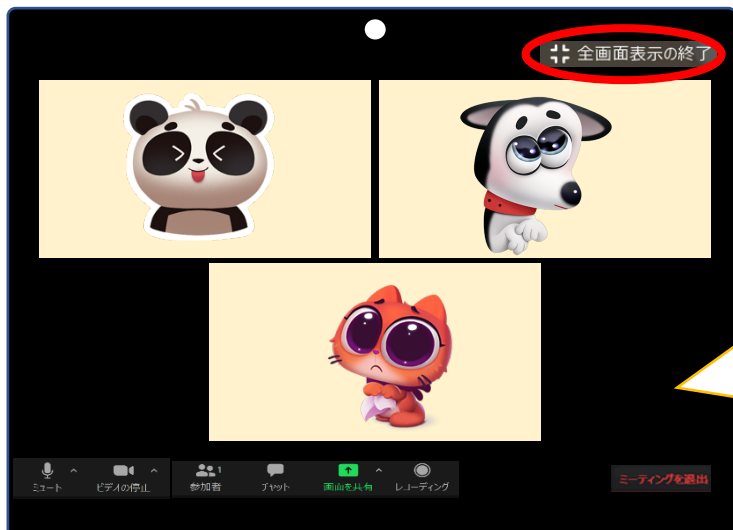 全画面表示の終了
ミュート
ビデオの停止
参加者
1
チャット
画面を共有
レコーディング
ミーティングを退出